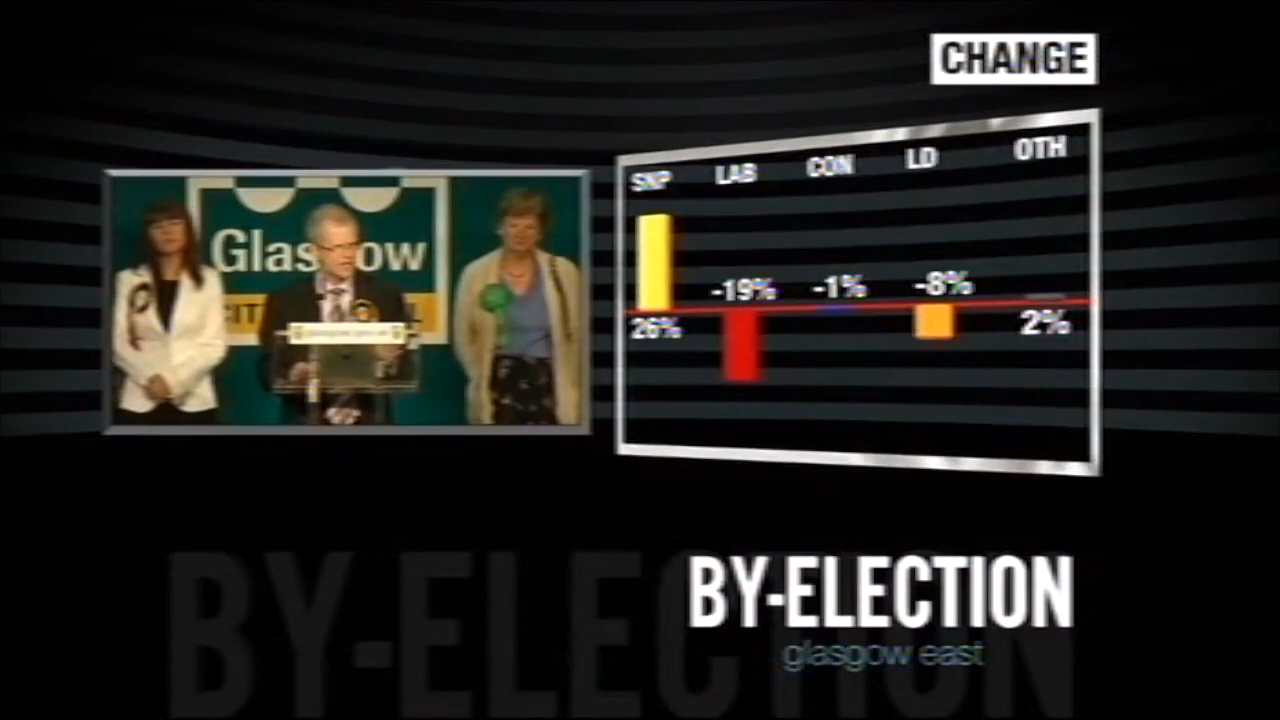 CHANGE
SNP LAB CON LD OTH
Glasgow
-19% -1% -8%
26% 2%
BY-ELECTION
BY-ELECTION
glasgow east